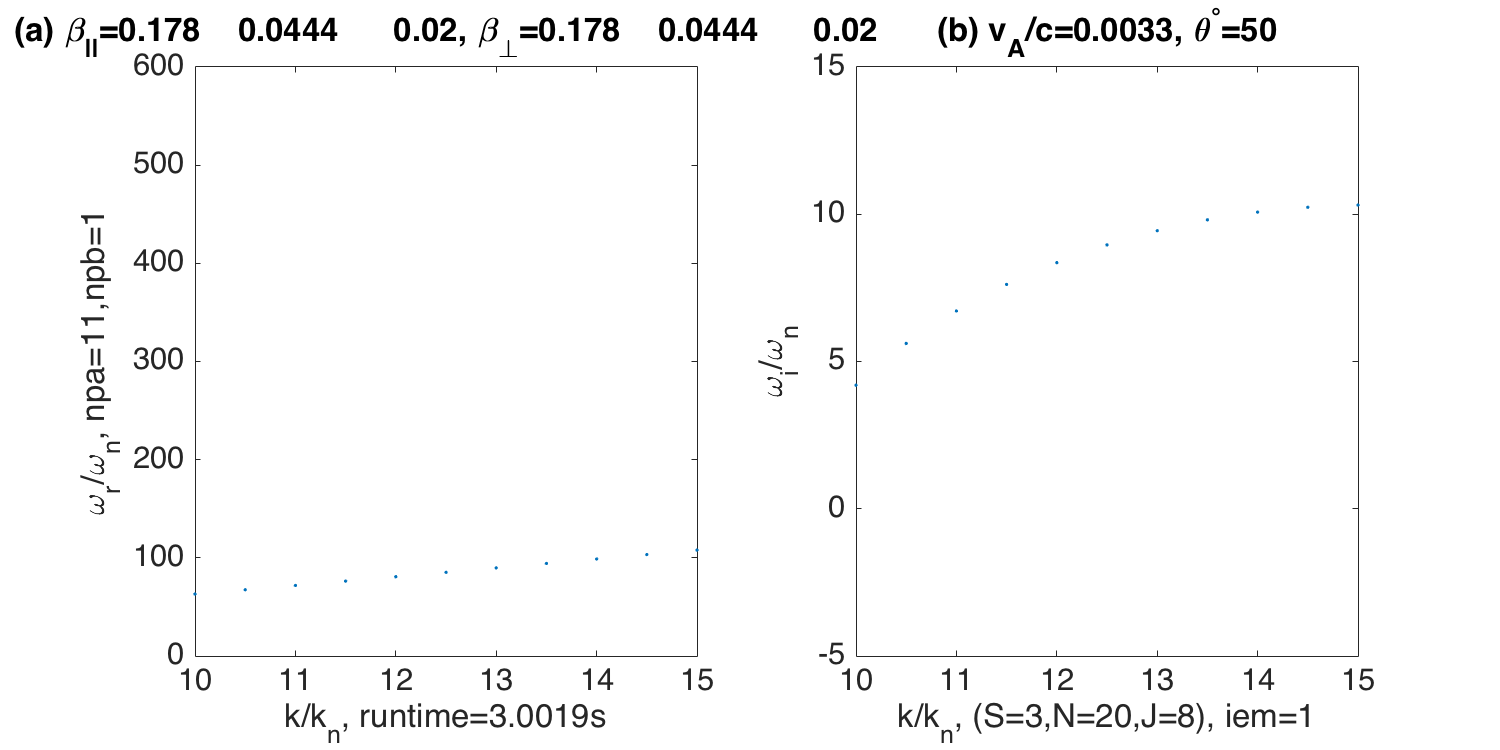 (a) β||=0.178 0.0444 0.02, β⊥=0.178 0.0444 0.02
(b) vA/c=0.0033, θ°=50
600
500
400
300
200
100
0
ωr/ωn, npa=11,npb=1
10 11 12 13 14 15
k/kn, runtime=3.0019s
15
10
5
0
-5
ωi/ωn
10 11 12 13 14 15
k/kn, (S=3,N=20,J=8), iem=1